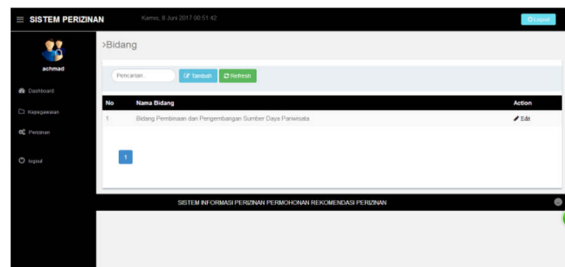 SISTEM PERIZINAN
Kamis, 8 Juni 2017 00:51:42
Logout
achmad
>Bidang
Pencarian..
Tambah
Refresh
Dashboard
Kepegawaian
Perizinan
logout
No Nama Bidang Action
1 Bidang Pembinaan dan Pengembangan Sumber Daya Pariwisata Edit
1
SISTEM INFORMASI PERIZINAN PERMOHONAN REKOMENDASI PERIZINAN